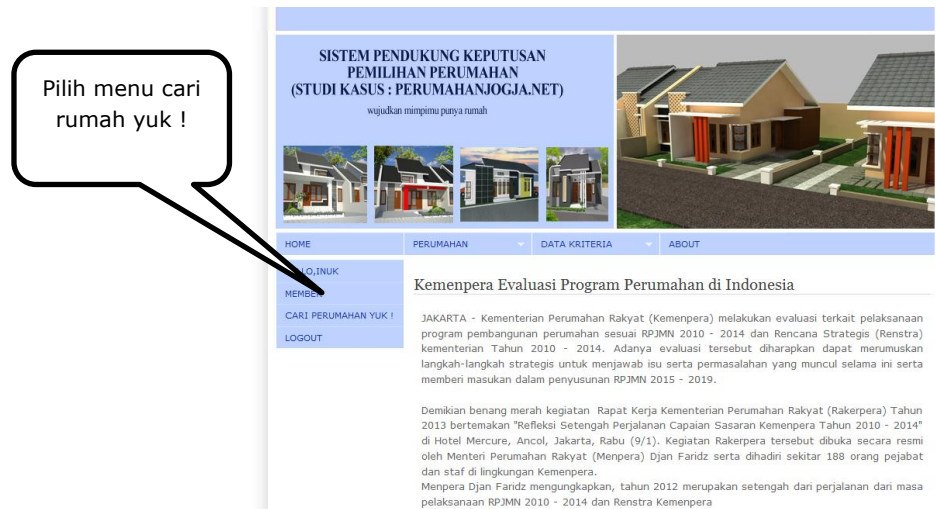 Pilih menu cari
rumah yuk !
SISTEM PENDUKUNG KEPUTUSAN
PEMILIHAN PERUMAHAN
(STUDI KASUS : PERUMAHANJOGJA.NET)
wujudkan mimpimu punya rumah
HOME
PERUMAHAN
DATA KRITERIA
ABOUT
LO,INUK
MEMBER
CARI PERUMAHAN YUK !
LOGOUT
Kemenpera Evaluasi Program Perumahan di Indonesia
JAKARTA - Kementerian Perumahan Rakyat (Kemenpera) melakukan evaluasi terkait pelaksanaan
program pembangunan perumahan sesuai RPJMN 2010 - 2014 dan Rencana Strategis (Renstra)
kementerian Tahun 2010 - 2014. Adanya evaluasi tersebut diharapkan dapat merumuskan
langkah-langkah strategis untuk menjawab isu serta permasalahan yang muncul selama ini serta
memberi masukan dalam penyusunan RPJMN 2015 - 2019.
Demikian benang merah kegiatan Rapat Kerja Kementerian Perumahan Rakyat (Rakerpera) Tahun
2013 bertemakan "Refleksi Setengah Perjalanan Capaian Sasaran Kemenpera Tahun 2010 - 2014"
di Hotel Mercure, Ancol, Jakarta, Rabu (9/1). Kegiatan Rakerpera tersebut dibuka secara resmi
oleh Menteri Perumahan Rakyat (Menpera) Djan Faridz serta dihadiri sekitar 188 orang pejabat
dan staf di lingkungan Kemenpera.
Menpera Djan Faridz mengungkapkan, tahun 2012 merupakan setengah dari perjalanan dari masa
pelaksanaan RPJMN 2010 - 2014 dan Renstra Kemenpera